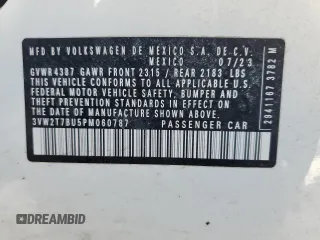 MFD BY VOLKSWAGEN DE MEXICO S.A. DE C.V.
MEXICO 07/23
GVWR4387 GAWR FRONT 2315 / REAR 2183 LBS
THIS VEHICLE CONFORMS TO ALL APPLICABLE
FEDERAL MOTOR VEHICLE SAFETY, BUMPER AND
THEFT PREVENTION STANDARDS IN EFFECT ON
THE DATE OF MANUFACTURE SHOWN ABOVE.
3VW2T7BU5PM060787 PASSENGER CAR
2941167 3782 M